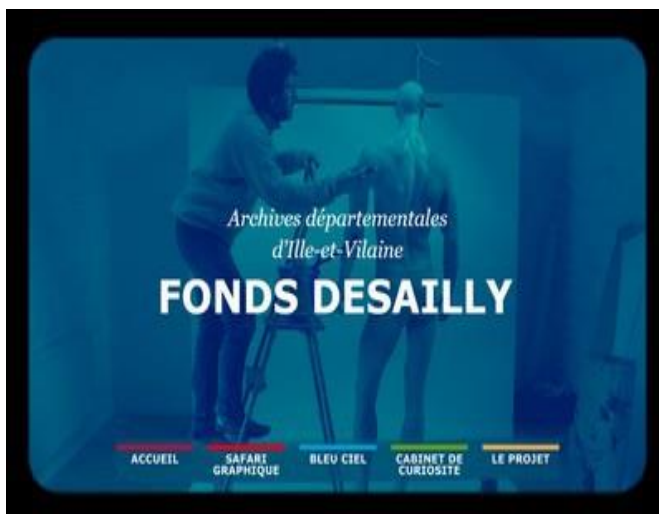 Archives départementales
d'Ille-et-Vilaine
FONDS DESAILLY
ACCUEIL
SAFARI
GRAPHIQUE
BLEU CIEL
CABINET DE
CURIOSITE
LE PROJET